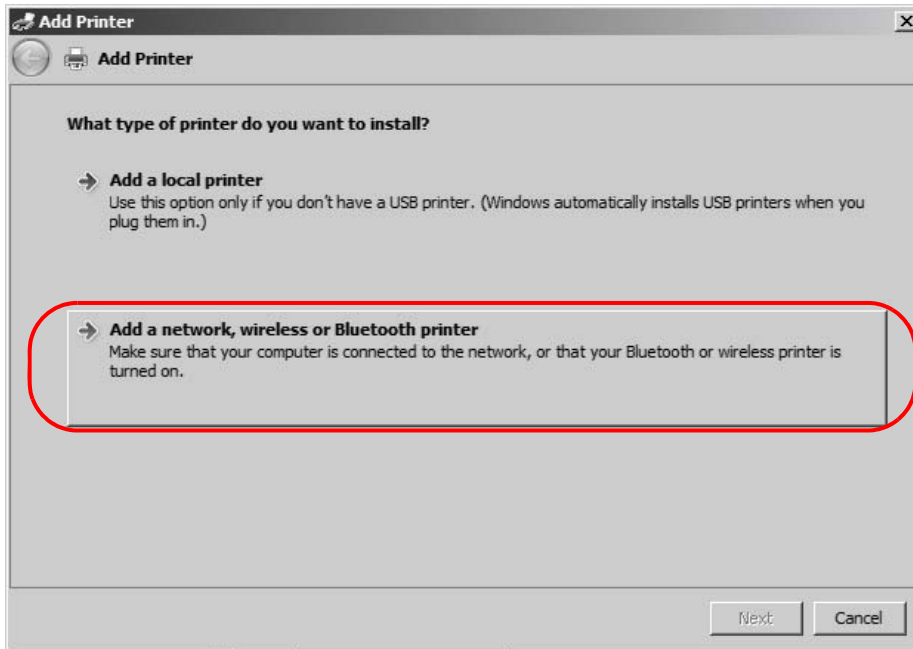 Add Printer
Add Printer
What type of printer do you want to install?
Add a local printer
Use this option only if you don't have a USB printer. (Windows automatically installs USB printers when you
plug them in.)
Add a network, wireless or Bluetooth printer
Make sure that your computer is connected to the network, or that your Bluetooth or wireless printer is
turned on.
Next
Cancel